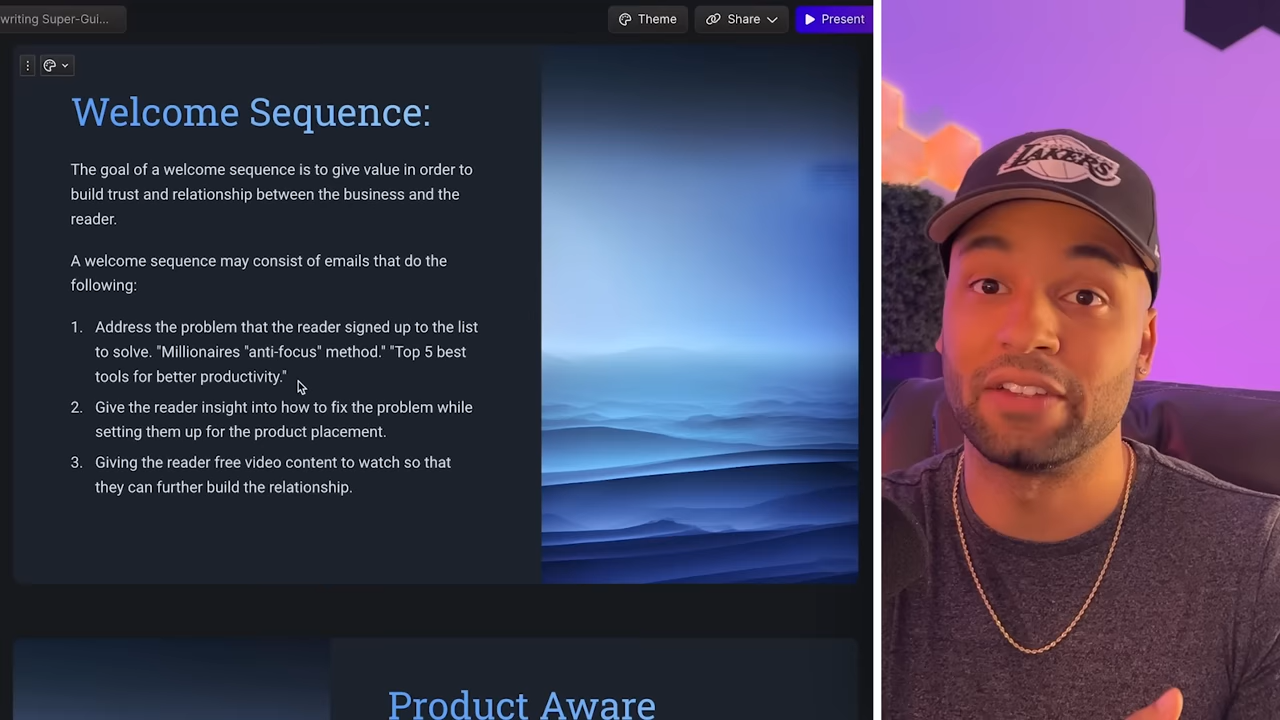 writing Super-Gui...
Theme
Share
Present
Welcome Sequence:
The goal of a welcome sequence is to give value in order to
build trust and relationship between the business and the
reader.
A welcome sequence may consist of emails that do the
following:
1. Address the problem that the reader signed up to the list
to solve. "Millionaires "anti-focus" method." "Top 5 best
tools for better productivity."
2. Give the reader insight into how to fix the problem while
setting them up for the product placement.
3. Giving the reader free video content to watch so that
they can further build the relationship.
Product Aware
LAKERS